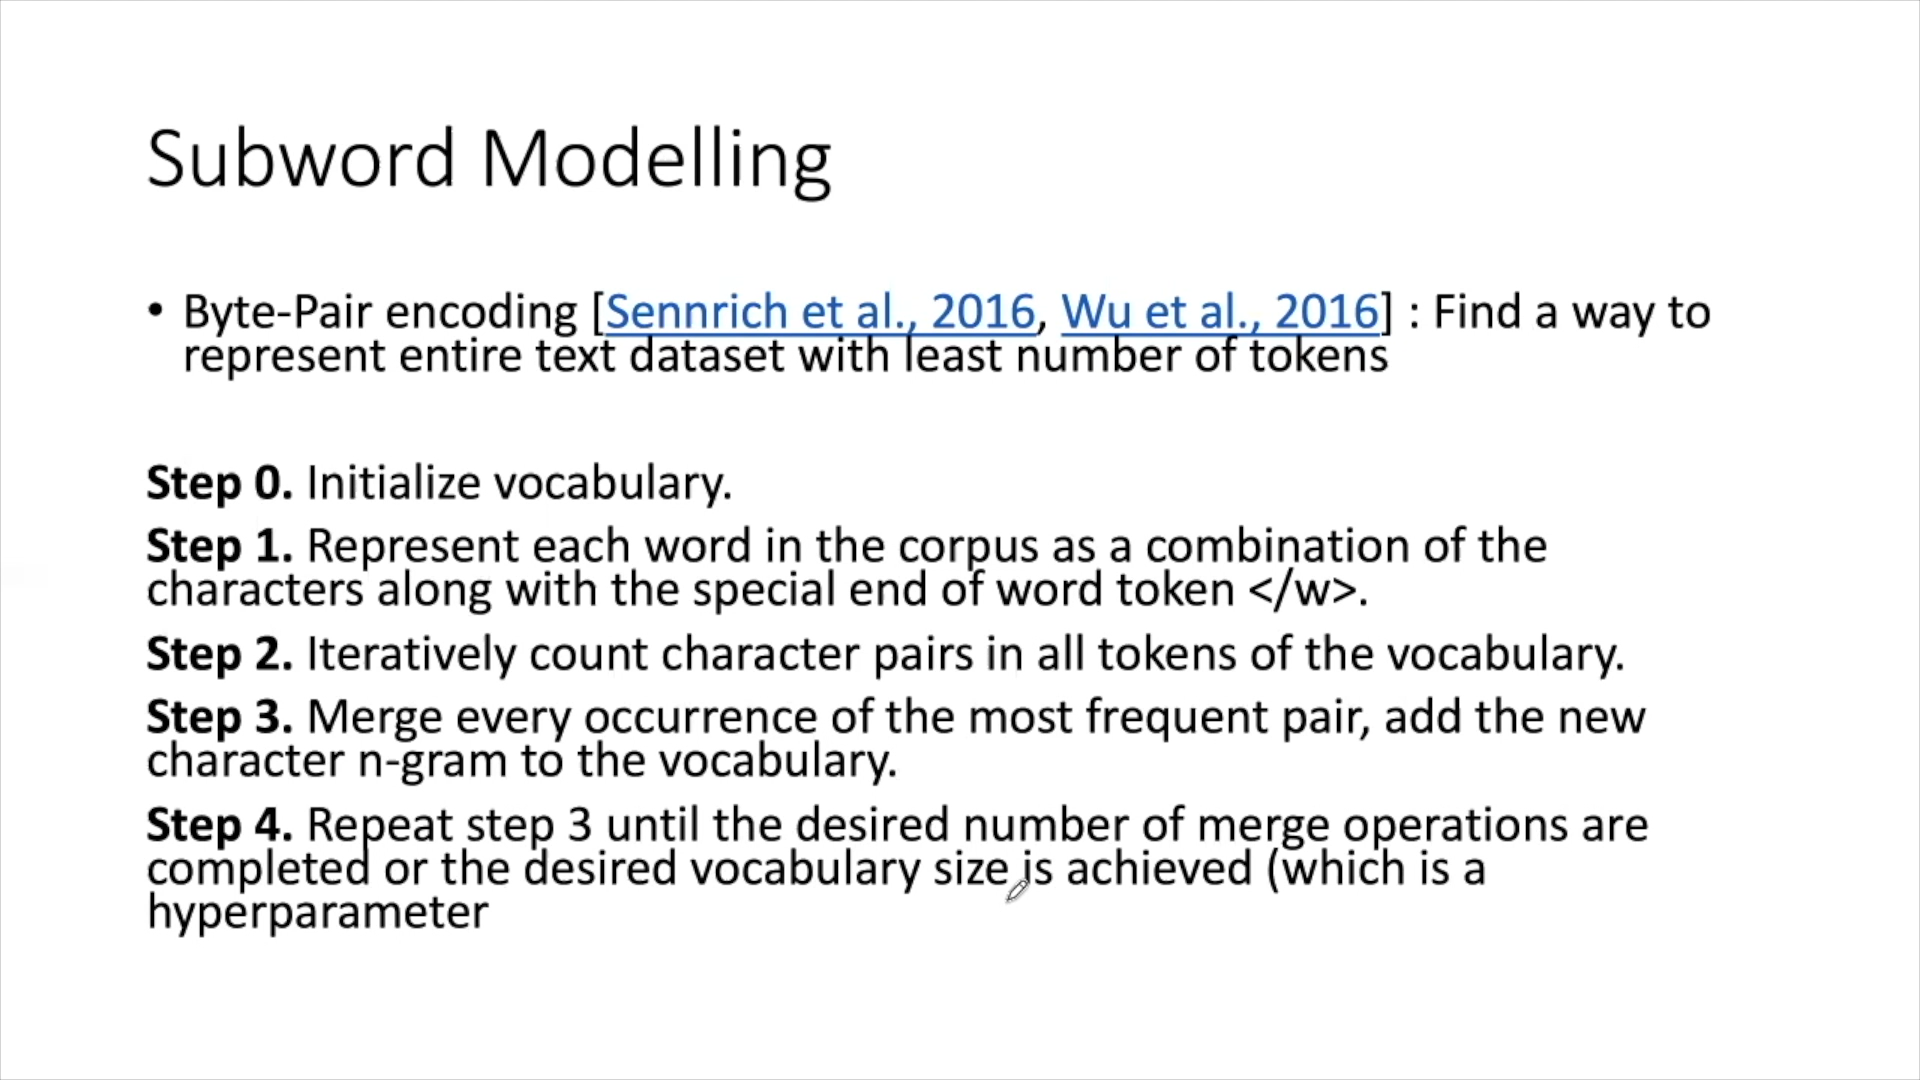 Subword Modelling
• Byte-Pair encoding [Sennrich et al., 2016, Wu et al., 2016] : Find a way to
represent entire text dataset with least number of tokens
Step 0. Initialize vocabulary.
Step 1. Represent each word in the corpus as a combination of the
characters along with the special end of word token </w>.
Step 2. Iteratively count character pairs in all tokens of the vocabulary.
Step 3. Merge every occurrence of the most frequent pair, add the new
character n-gram to the vocabulary.
Step 4. Repeat step 3 until the desired number of merge operations are
completed or the desired vocabulary size is achieved (which is a
hyperparameter